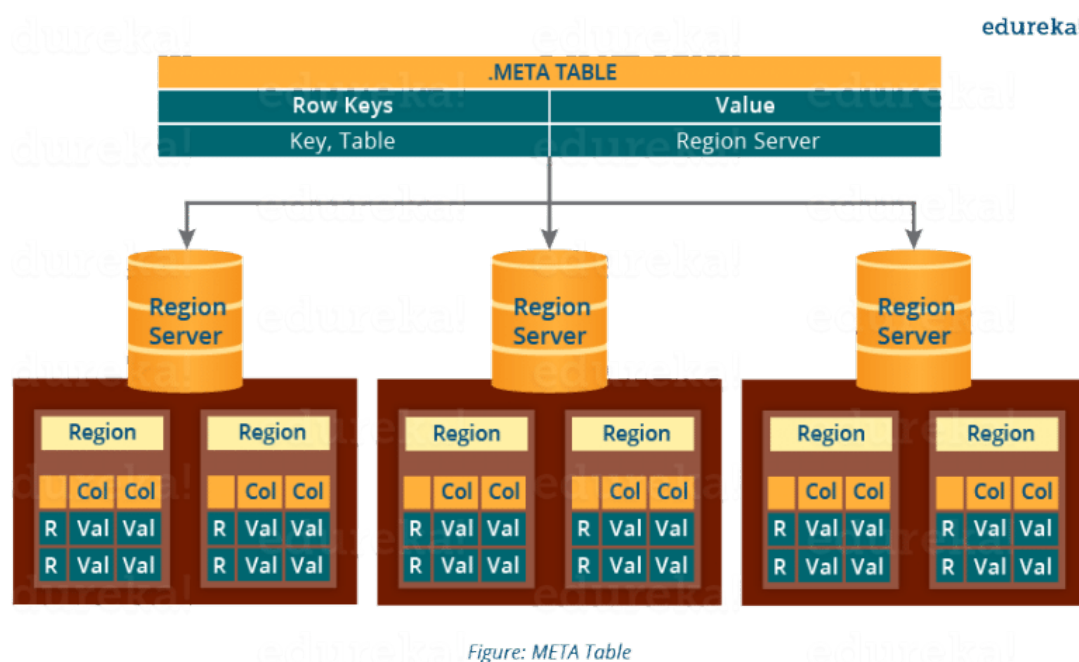 edureka!
.META TABLE
Row Keys Value
Key, Table Region Server
Region Server
Region Server
Region Server
Region Region Region Region Region Region
Col Col Col Col Col Col Col Col Col Col Col Col
R Val Val R Val Val R Val Val R Val Val R Val Val R Val Val
R Val Val R Val Val R Val Val R Val Val R Val Val R Val Val
Figure: META Table